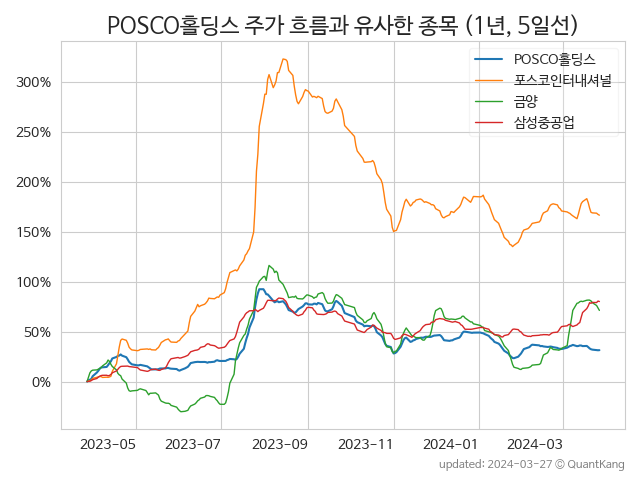 POSCO홀딩스 주가 흐름과 유사한 종목 (1년, 5일선)
POSCO홀딩스
포스코인터내셔널
금양
삼성중공업
300%
250%
200%
150%
100%
50%
0%
2023-05 2023-07 2023-09 2023-11 2024-01 2024-03
updated: 2024-03-27 © QuantKang